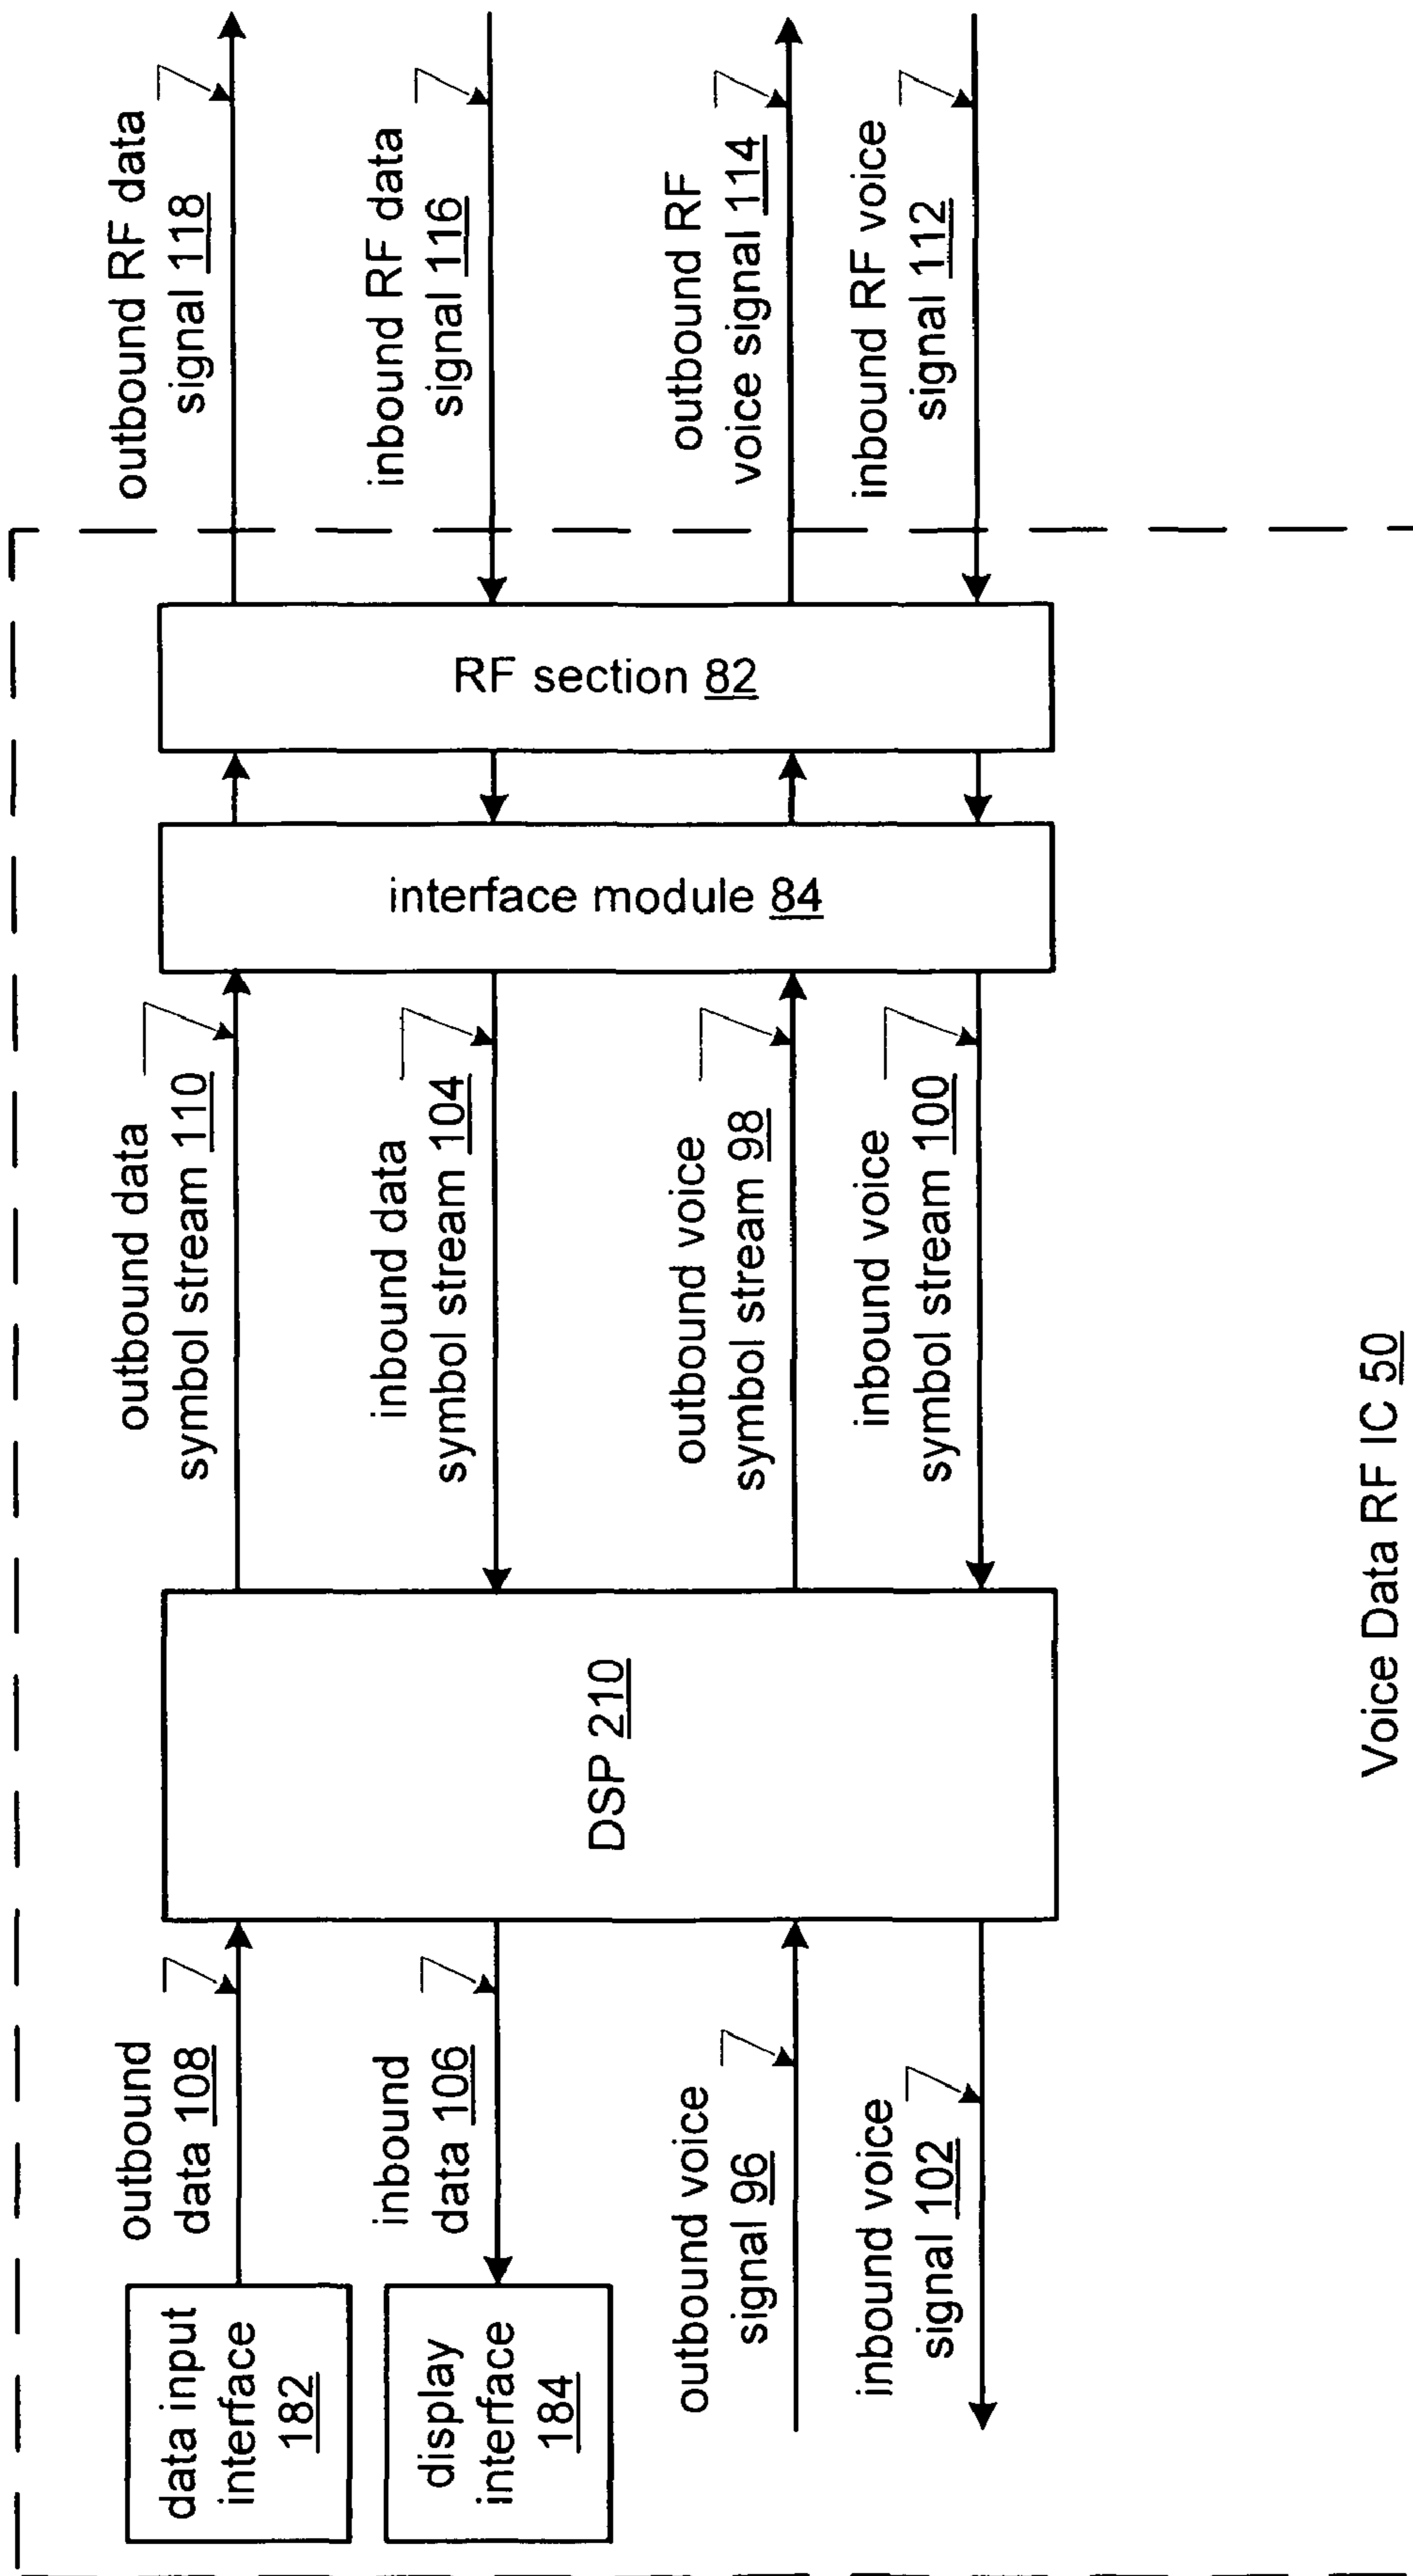 outbound RF data
signal 118
inbound RF data
signal 116
outbound RF
voice signal 114
inbound RF voice
signal 112
RF section 82
interface module 84
outbound data
symbol stream 110
inbound data
symbol stream 104
outbound voice
symbol stream 98
inbound voice
symbol stream 100
DSP 210
outbound
data 108
inbound
data 106
outbound voice
signal 96
inbound voice
signal 102
data input
interface
182
display
interface
184
Voice Data RF IC 50